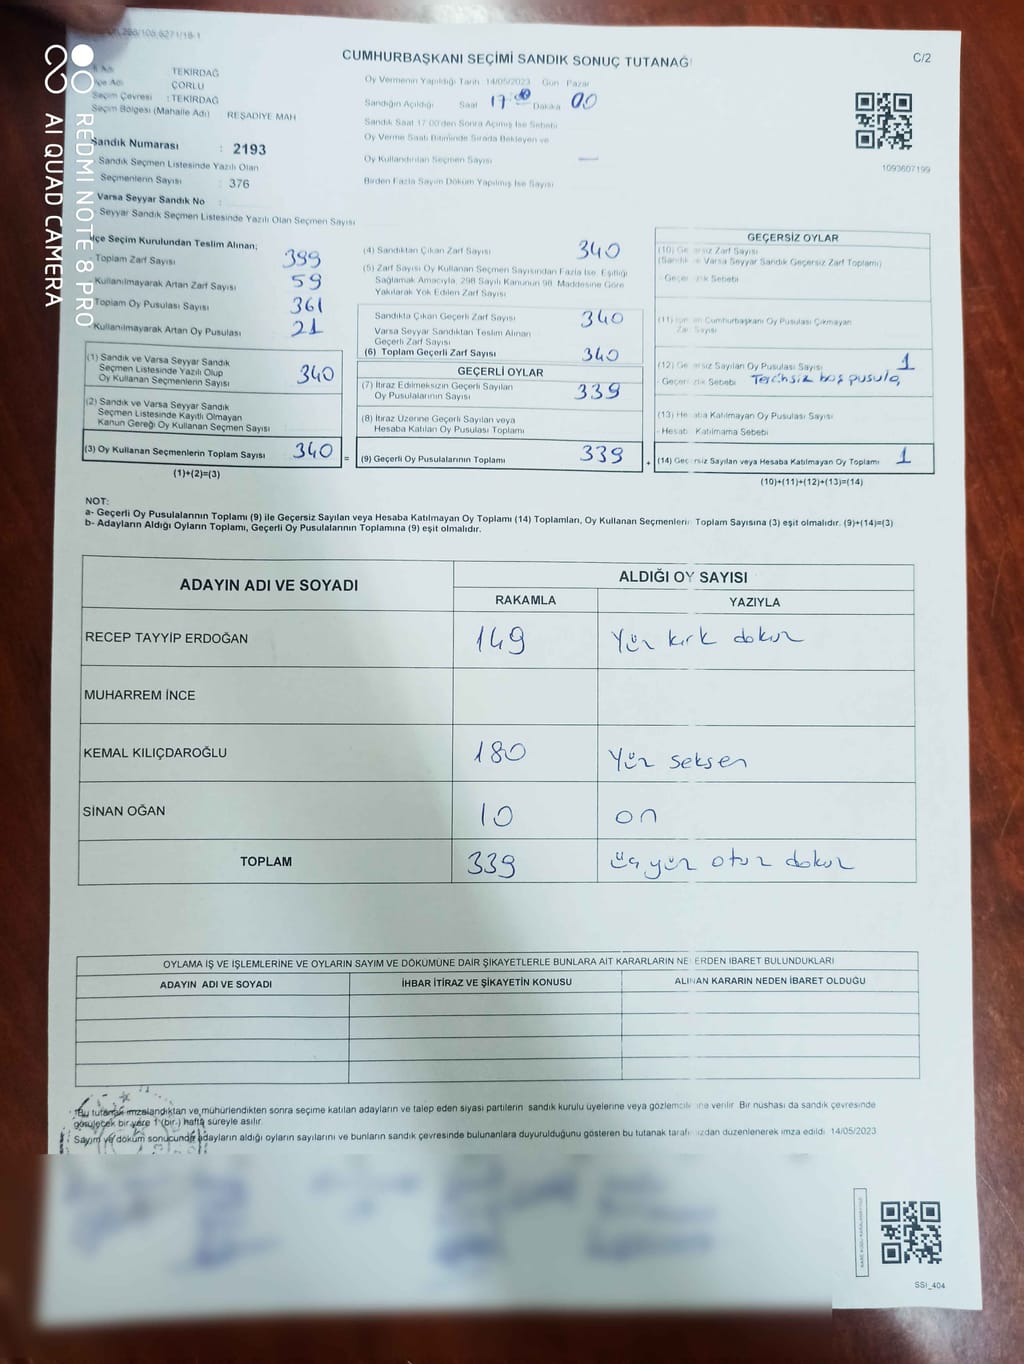 CUMHURBAŞKANI SEÇİMİ SANDIK SONUÇ TUTANAĞI
C/2
TEKİRDAĞ
ÇORLU
Seçim Çevresi : TEKİRDAĞ
Seçim Bölgesi (Mahalle Adı) REŞADİYE MAH
Oy Vermenin Yapıldığı Tarih 14/05/2023 Gün Pazar
Sandığın Açıldığı Saat 17 00 Dakika 00
Sandık Saat 17:00'den Sonra Açılmış İse Sebebi
Oy Verme Saati Bitiminde Sırada Bekleyen ve
Oy Kullandırılan Seçmen Sayısı —
Birden Fazla Sayım Döküm Yapılmış İse Sayısı
1093607199
Sandık Numarası : 2193
Sandık Seçmen Listesinde Yazılı Olan
Seçmenlerin Sayısı : 376
Varsa Seyyar Sandık No :
Seyyar Sandık Seçmen Listesinde Yazılı Olan Seçmen Sayısı
İlçe Seçim Kurulundan Teslim Alınan;
Toplam Zarf Sayısı 399
Kullanılmayarak Artan Zarf Sayısı 59
Toplam Oy Pusulası Sayısı 361
Kullanılmayarak Artan Oy Pusulası 21
(1) Sandık ve Varsa Seyyar Sandık
Seçmen Listesinde Yazılı Olup
Oy Kullanan Seçmenlerin Sayısı 340
(2) Sandık ve Varsa Seyyar Sandık
Seçmen Listesinde Kayıtlı Olmayan
Kanun Gereği Oy Kullanan Seçmen Sayısı
(3) Oy Kullanan Seçmenlerin Toplam Sayısı 340 =
(1)+(2)=(3)
(4) Sandıktan Çıkan Zarf Sayısı 340
(5) Zarf Sayısı Oy Kullanan Seçmen Sayısından Fazla İse, Eşitliği
Sağlamak Amacıyla, 298 Sayılı Kanunun 98. Maddesine Göre
Yakılarak Yok Edilen Zarf Sayısı
Sandıkta Çıkan Geçerli Zarf Sayısı 340
Varsa Seyyar Sandıktan Teslim Alınan
Geçerli Zarf Sayısı
(6) Toplam Geçerli Zarf Sayısı 340
GEÇERLİ OYLAR
(7) İtiraz Edilmeksizin Geçerli Sayılan
Oy Pusulalarının Sayısı 339
(8) İtiraz Üzerine Geçerli Sayılan veya
Hesaba Katılan Oy Pusulası Toplamı
(9) Geçerli Oy Pusulalarının Toplamı 339 +
GEÇERSİZ OYLAR
(10) Geçersiz Zarf Sayısı
(Sandık ve Varsa Seyyar Sandık Geçersiz Zarf Toplamı)
Geçersizlik Sebebi
(11) Cumhurbaşkanı Oy Pusulası Çıkmayan
Zarf Sayısı
(12) Geçersiz Sayılan Oy Pusulası Sayısı 1
Geçersizlik Sebebi Tercihsiz boş pusula
(13) Hesaba Katılmayan Oy Pusulası Sayısı
Hesaba Katılmama Sebebi
(14) Geçersiz Sayılan veya Hesaba Katılmayan Oy Toplamı 1
(10)+(11)+(12)+(13)=(14)
NOT:
a- Geçerli Oy Pusulalarının Toplamı (9) ile Geçersiz Sayılan veya Hesaba Katılmayan Oy Toplamı (14) Toplamları, Oy Kullanan Seçmenlerin Toplam Sayısına (3) eşit olmalıdır. (9)+(14)=(3)
b- Adayların Aldığı Oyların Toplamı, Geçerli Oy Pusulalarının Toplamına (9) eşit olmalıdır.
ADAYIN ADI VE SOYADI
ALDIĞI OY SAYISI
RAKAMLA YAZIYLA
RECEP TAYYİP ERDOĞAN 149 Yüz kırk dokuz
MUHARREM İNCE
KEMAL KILIÇDAROĞLU 180 Yüz seksen
SİNAN OĞAN 10 on
TOPLAM 339 üç yüz otuz dokuz
OYLAMA İŞ VE İŞLEMLERİNE VE OYLARIN SAYIM VE DÖKÜMÜNE DAİR ŞİKAYETLERLE BUNLARA AİT KARARLARIN NELERDEN İBARET BULUNDUKLARI
ADAYIN ADI VE SOYADI İHBAR İTİRAZ VE ŞİKAYETİN KONUSU ALINAN KARARIN NEDEN İBARET OLDUĞU
Bu tutanak imzalandıktan ve mühürlendikten sonra seçime katılan adayların ve talep eden siyasi partilerin sandık kurulu üyelerine veya gözlemcilerine verilir. Bir nüshası da sandık çevresinde
görülecek bir yere 1 (bir) hafta süreyle asılır.
Sayım ve döküm sonucunda adayların aldığı oyların sayılarını ve bunların sandık çevresinde bulunanlara duyurulduğunu gösteren bu tutanak tarafımızdan düzenlenerek imza edildi. 14/05/2023
SSI_404
REDMI NOTE 8 PRO
AI QUAD CAMERA